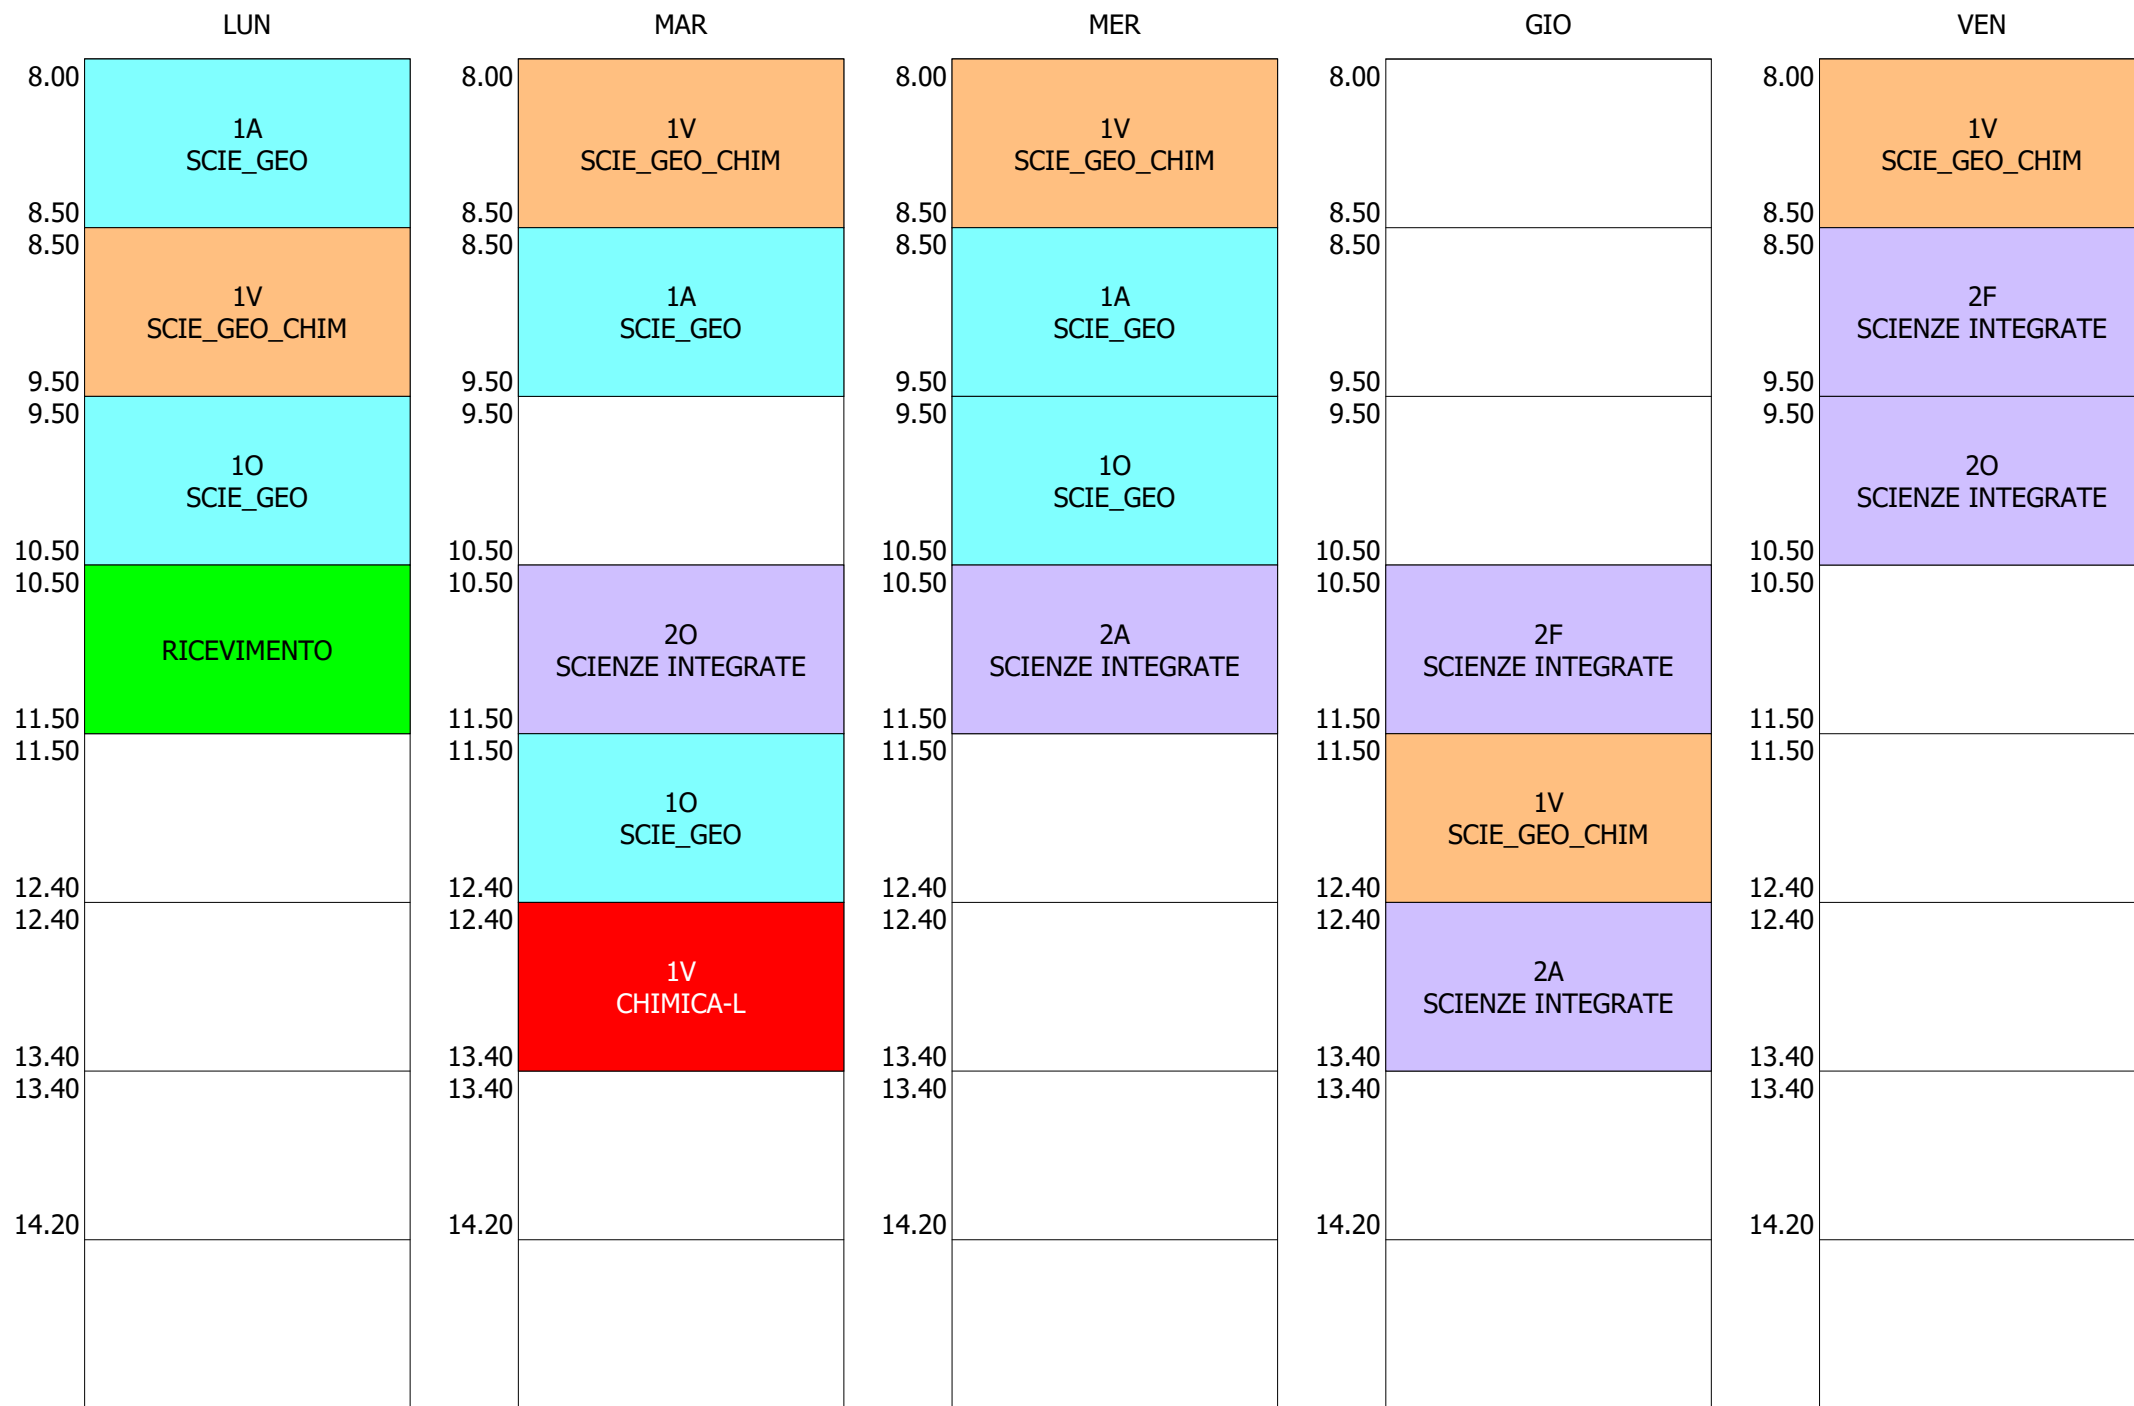 LUN
8.00
1A
SCIE_GEO
8.50
8.50
1V
SCIE_GEO_CHIM
9.50
9.50
1O
SCIE_GEO
10.50
10.50
RICEVIMENTO
11.50
11.50
12.40
12.40
13.40
13.40
14.20
MAR
8.00
1V
SCIE_GEO_CHIM
8.50
8.50
1A
SCIE_GEO
9.50
9.50
10.50
10.50
2O
SCIENZE INTEGRATE
11.50
11.50
1O
SCIE_GEO
12.40
12.40
1V
CHIMICA-L
13.40
13.40
14.20
MER
8.00
1V
SCIE_GEO_CHIM
8.50
8.50
1A
SCIE_GEO
9.50
9.50
1O
SCIE_GEO
10.50
10.50
2A
SCIENZE INTEGRATE
11.50
11.50
12.40
12.40
13.40
13.40
14.20
GIO
8.00
8.50
8.50
9.50
9.50
10.50
10.50
2F
SCIENZE INTEGRATE
11.50
11.50
1V
SCIE_GEO_CHIM
12.40
12.40
2A
SCIENZE INTEGRATE
13.40
13.40
14.20
VEN
8.00
1V
SCIE_GEO_CHIM
8.50
8.50
2F
SCIENZE INTEGRATE
9.50
9.50
2O
SCIENZE INTEGRATE
10.50
10.50
11.50
11.50
12.40
12.40
13.40
13.40
14.20